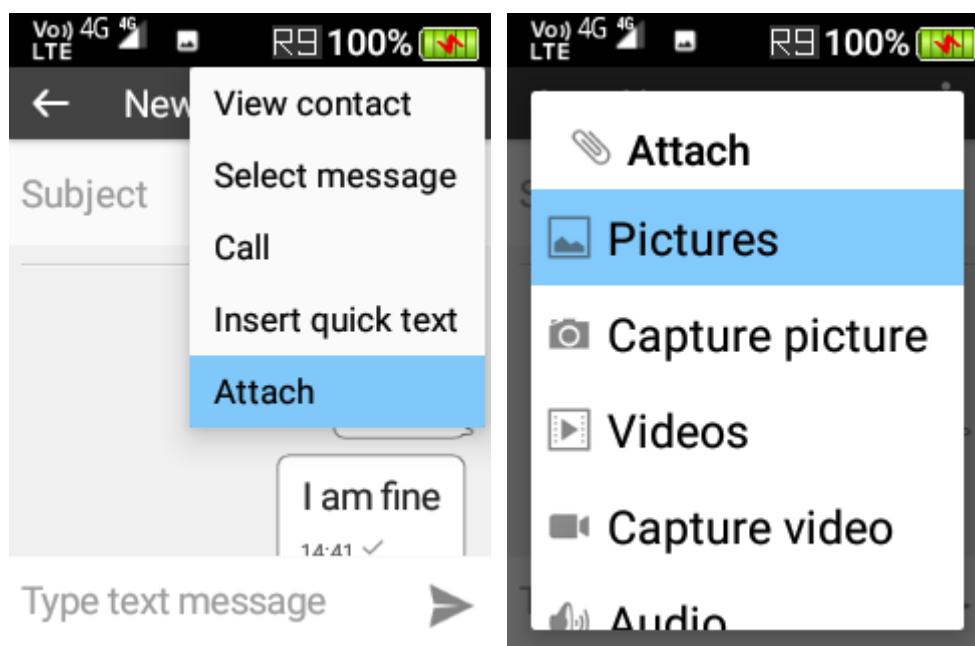 Vo)) 4G 4G R9 100%
LTE
← New
View contact
Select message
Call
Insert quick text
Attach
Subject
I am fine
14:41 ✓
Type text message
Vo)) 4G 4G R9 100%
LTE
Attach
Pictures
Capture picture
Videos
Capture video
Audio